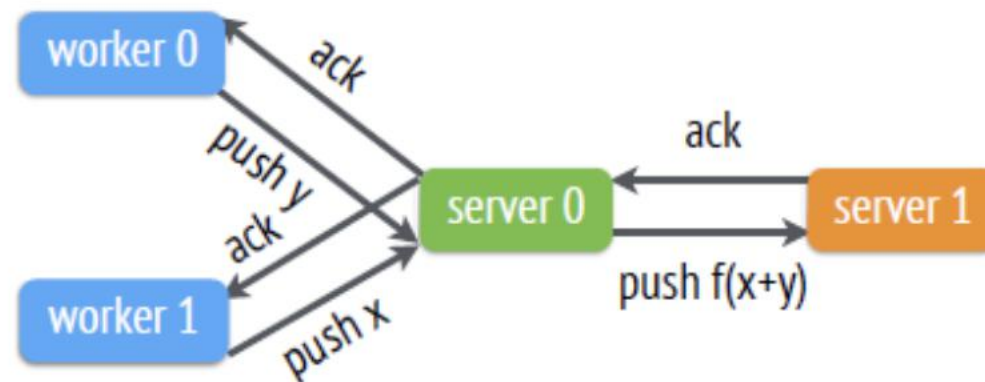 worker 0
ack
push y
ack
server 0
server 1
push f(x+y)
worker 1
push x
ack